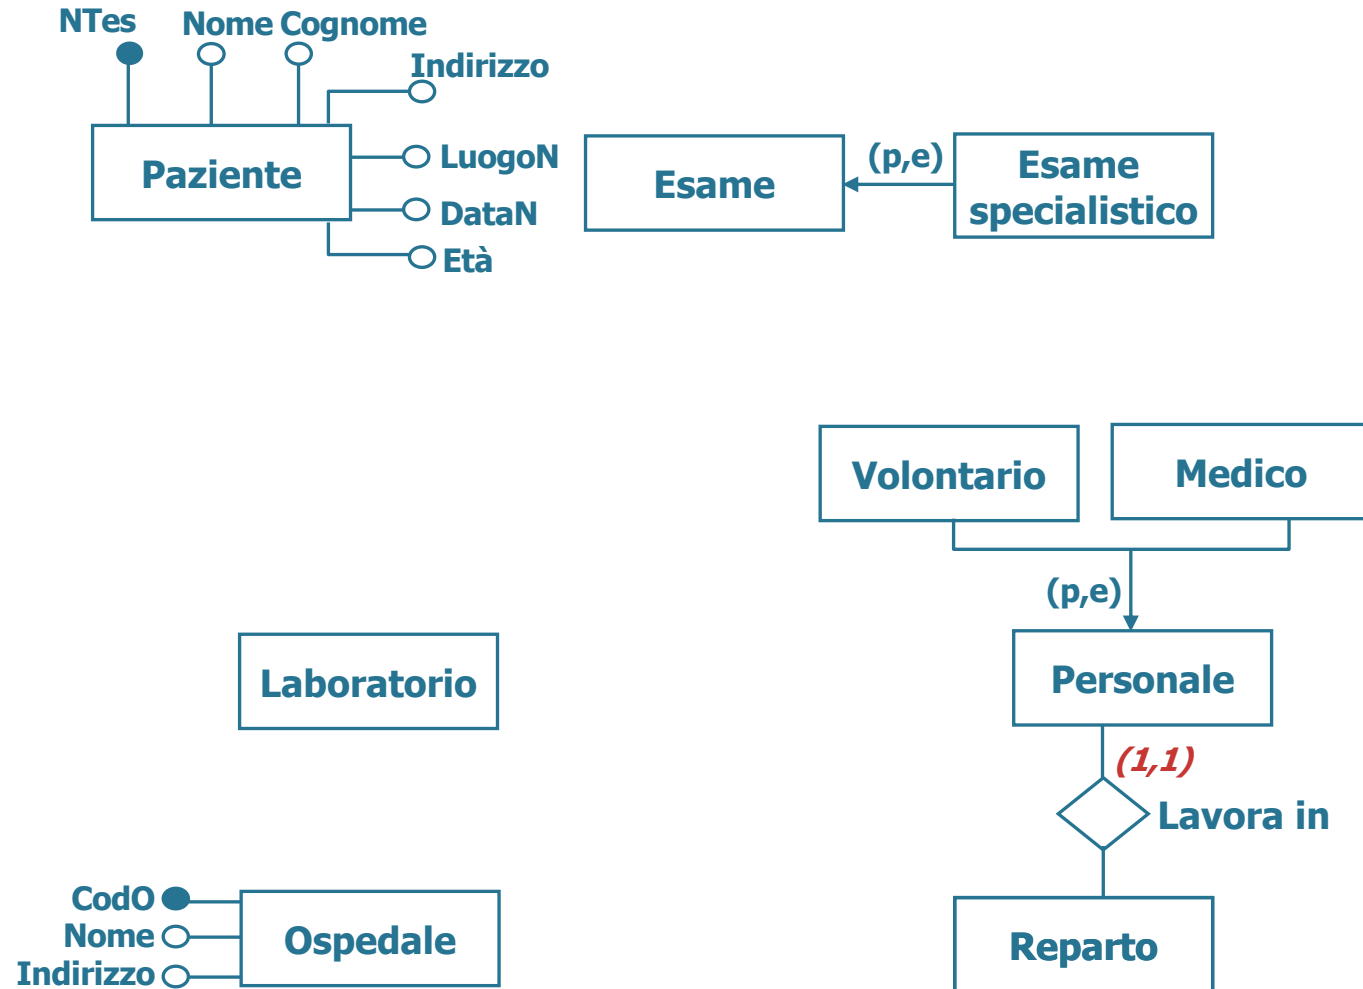 NTes
Nome Cognome
Indirizzo
Paziente
LuogoN
DataN
Età
Esame
(p,e)
Esame
specialistico
Volontario
Medico
(p,e)
Laboratorio
Personale
(1,1)
Lavora in
CodO
Nome
Indirizzo
Ospedale
Reparto